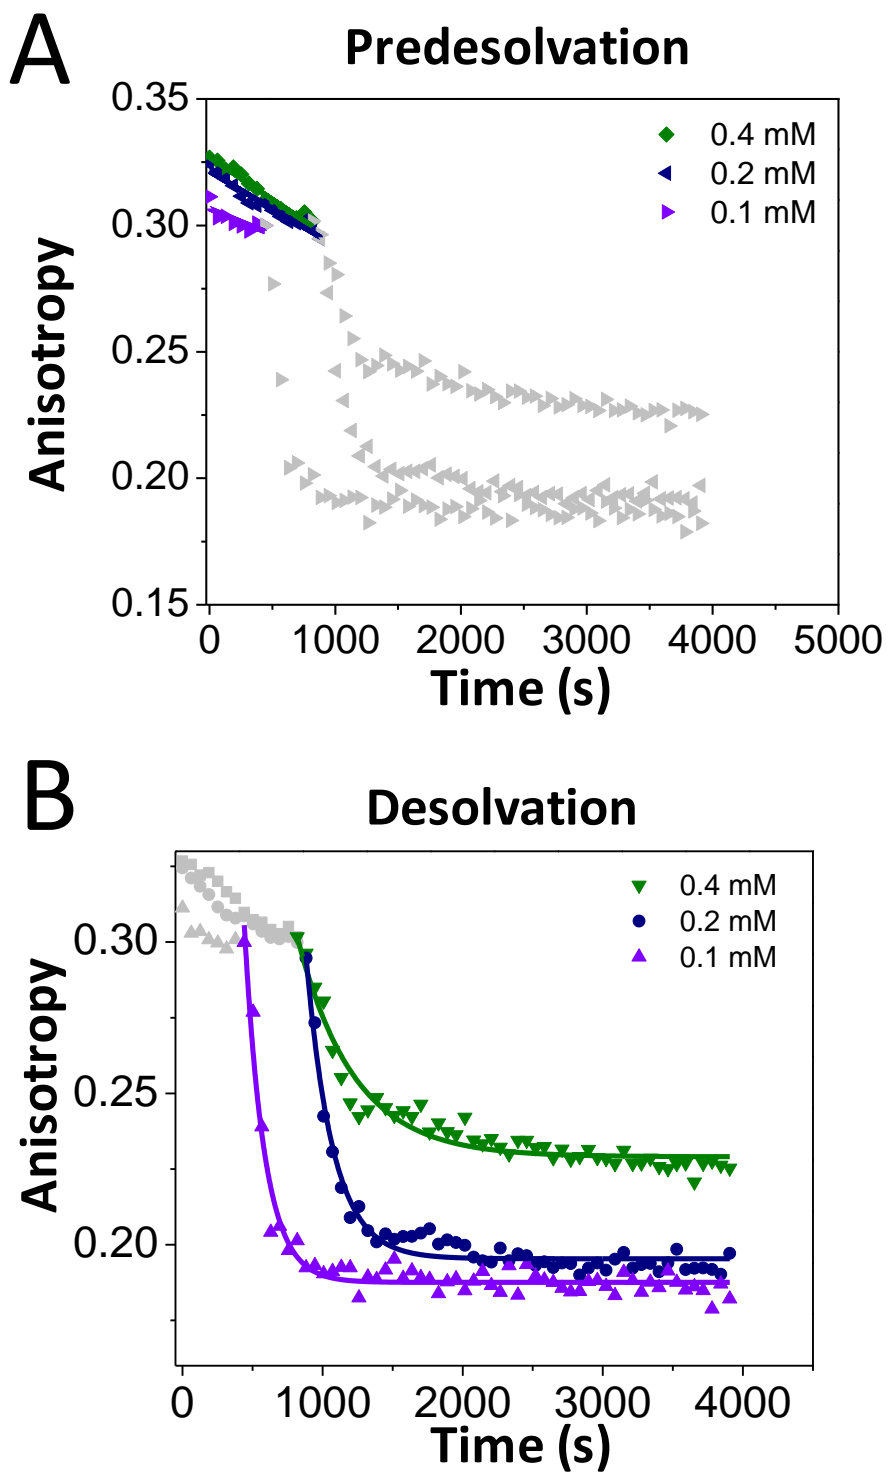 A
Predesolvation
0.35
0.30
0.25
0.20
0.15
Anisotropy
0.4 mM
0.2 mM
0.1 mM
0 1000 2000 3000 4000 5000
Time (s)
B
Desolvation
0.30
0.25
0.20
Anisotropy
0.4 mM
0.2 mM
0.1 mM
0 1000 2000 3000 4000
Time (s)